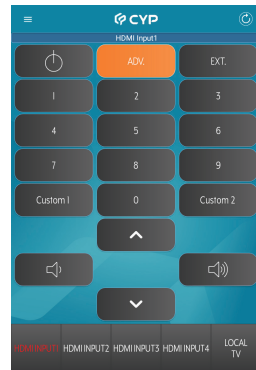 CYP
HDMI Input1
ADV. EXT.
1 2 3
4 5 6
7 8 9
Custom 1 0 Custom 2
HDMI INPUT1 HDMI INPUT2 HDMI INPUT3 HDMI INPUT4 LOCAL
TV